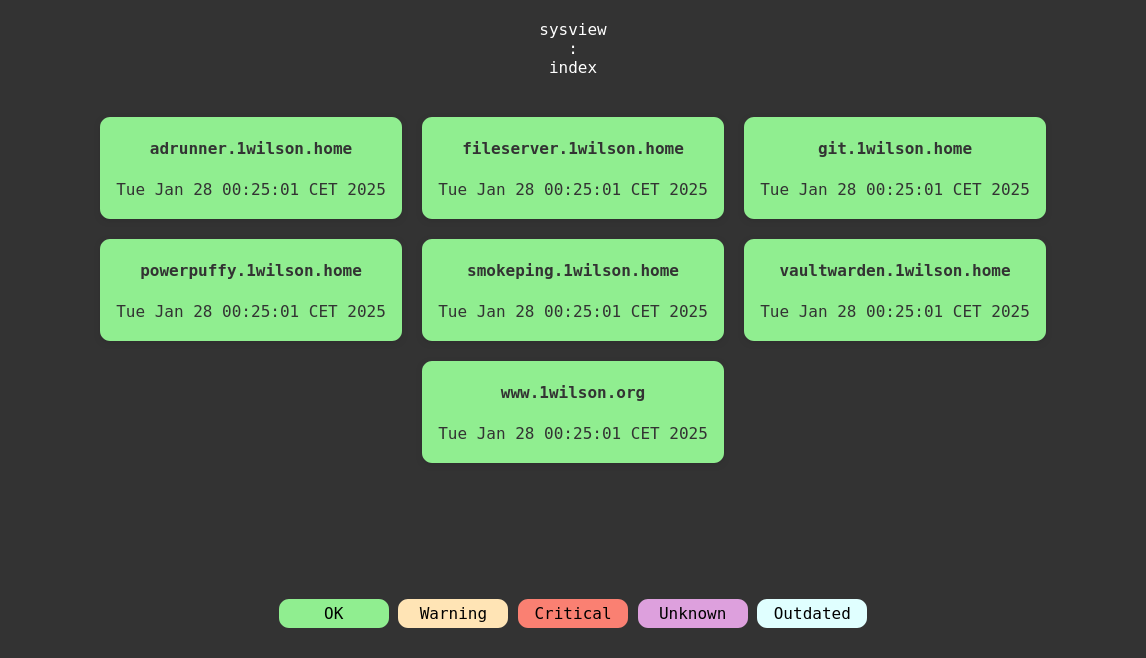 sysview
:
index
adrunner.1wilson.home
Tue Jan 28 00:25:01 CET 2025
fileserver.1wilson.home
Tue Jan 28 00:25:01 CET 2025
git.1wilson.home
Tue Jan 28 00:25:01 CET 2025
powerpuffy.1wilson.home
Tue Jan 28 00:25:01 CET 2025
smokeping.1wilson.home
Tue Jan 28 00:25:01 CET 2025
vaultwarden.1wilson.home
Tue Jan 28 00:25:01 CET 2025
www.1wilson.org
Tue Jan 28 00:25:01 CET 2025
OK
Warning
Critical
Unknown
Outdated